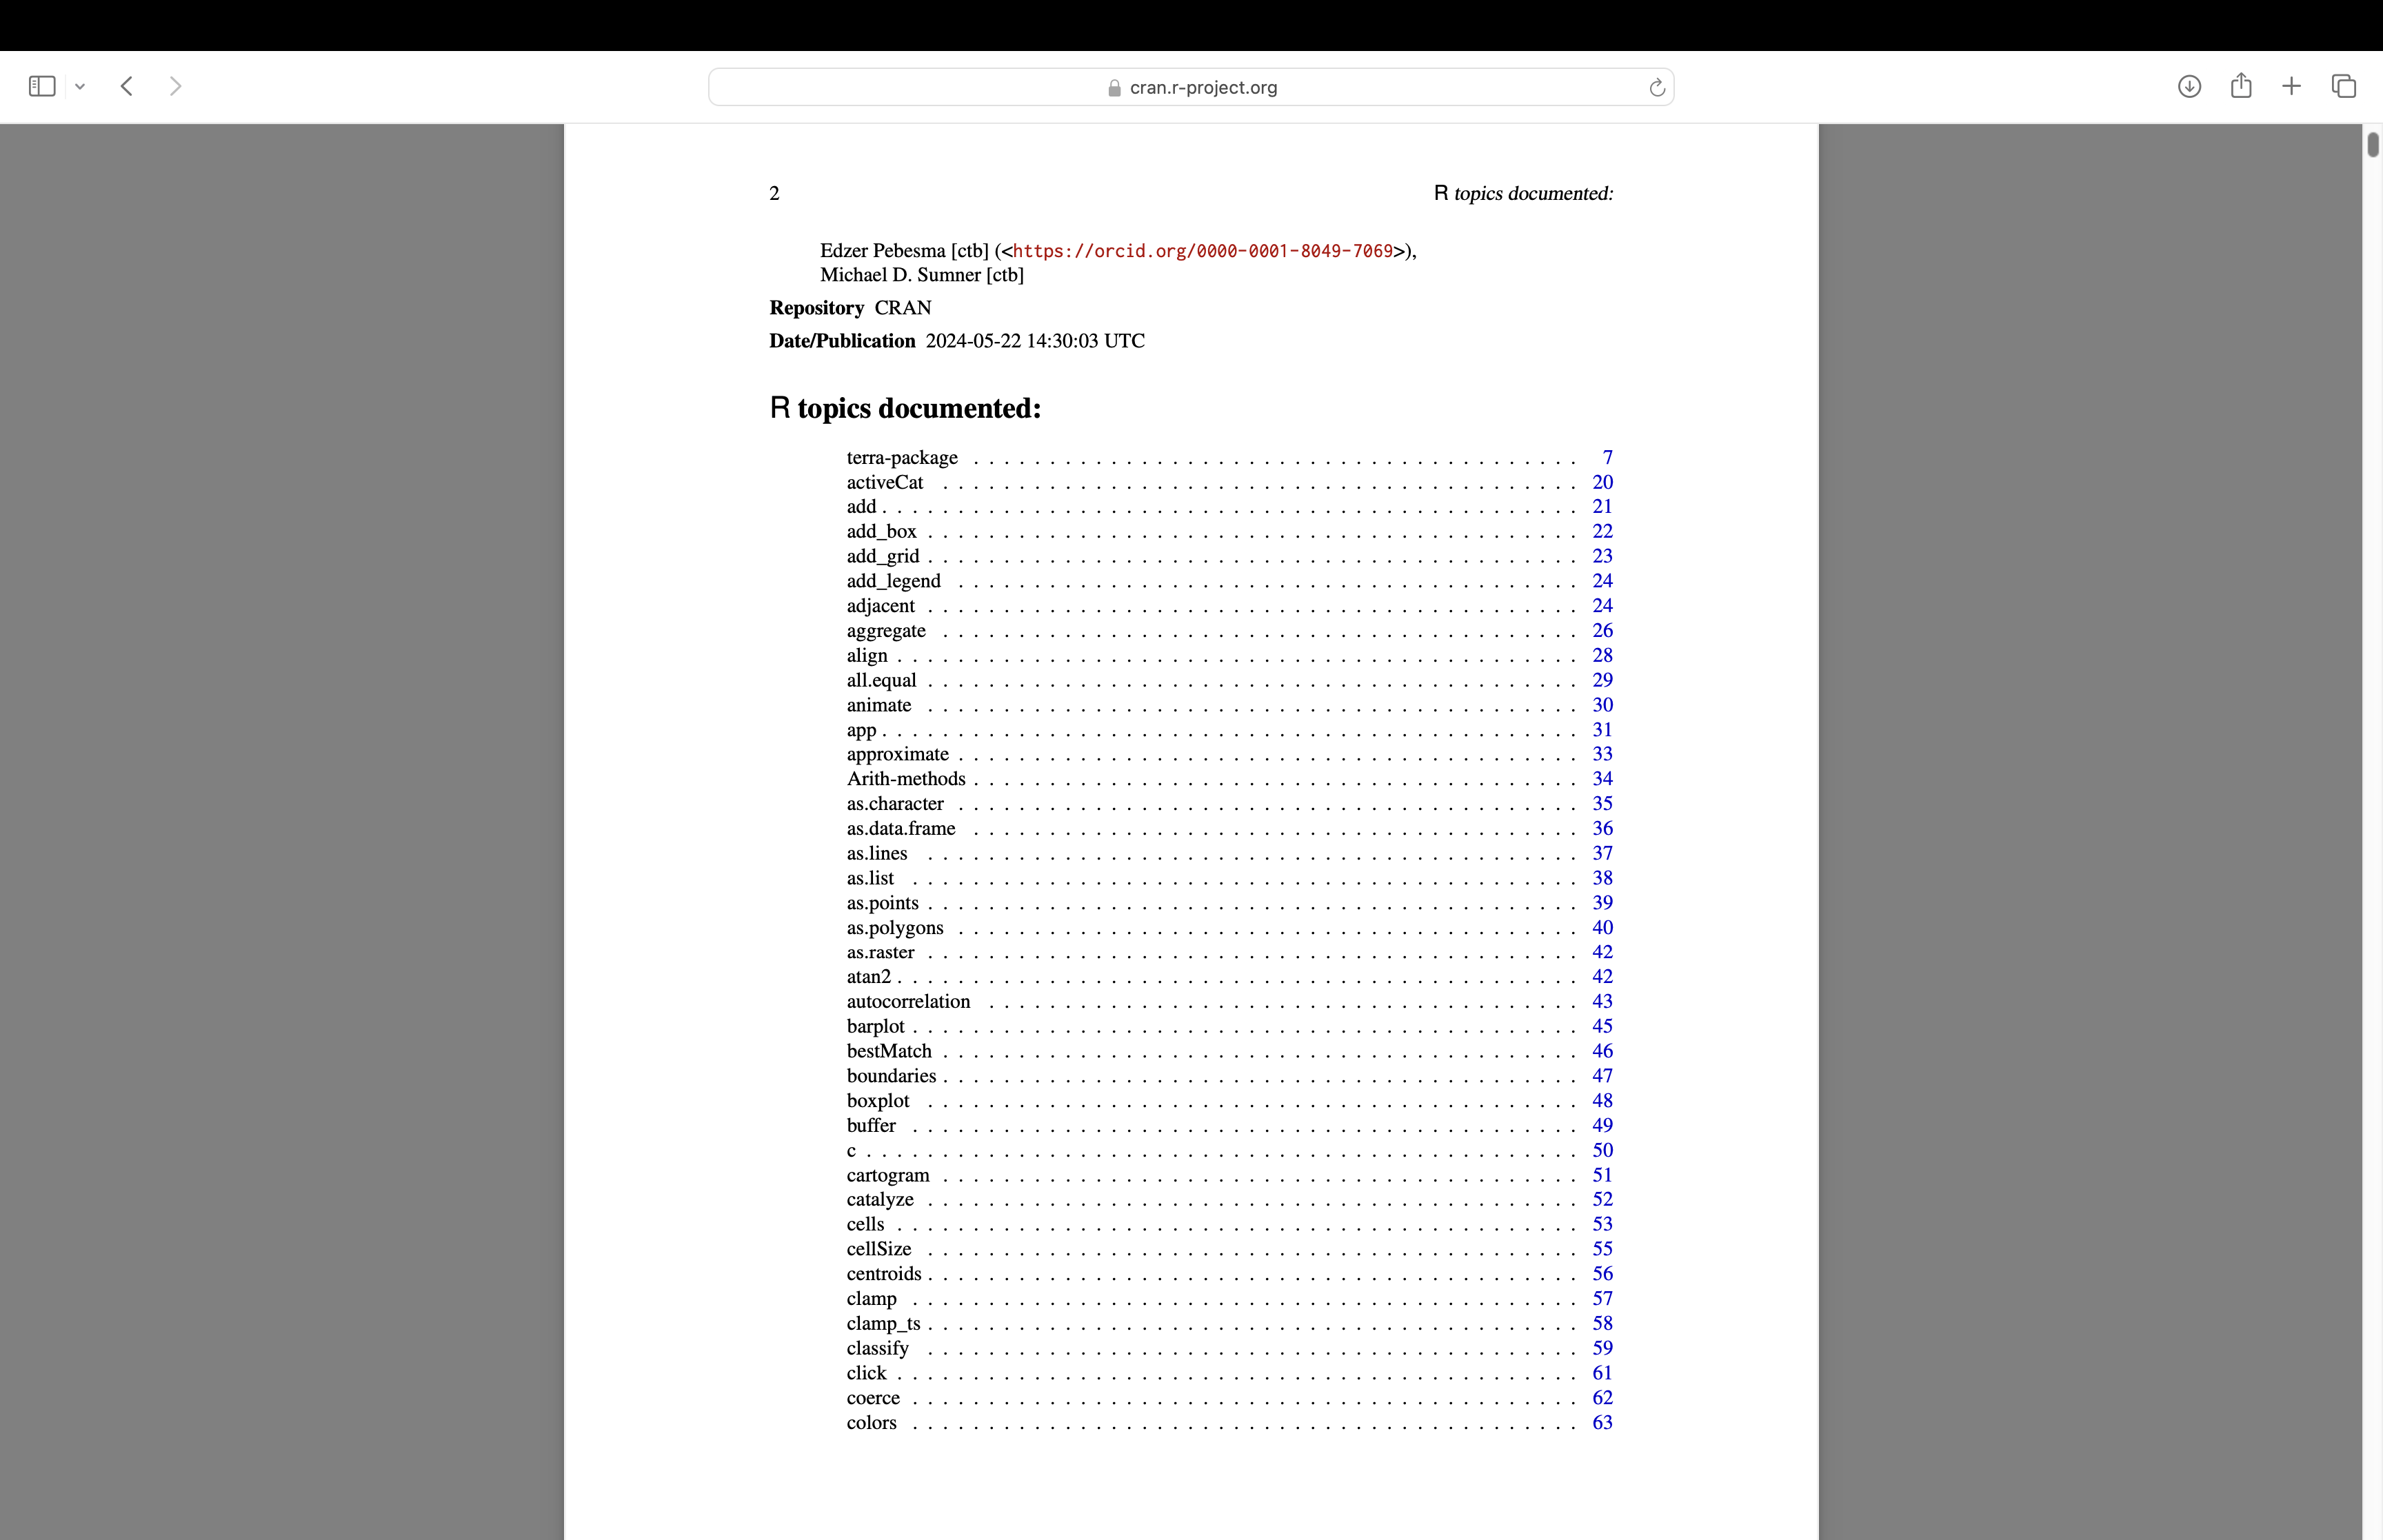 cran.r-project.org
2 R topics documented:
Edzer Pebesma [ctb] (<https://orcid.org/0000-0001-8049-7069>),
Michael D. Sumner [ctb]
Repository CRAN
Date/Publication 2024-05-22 14:30:03 UTC
R topics documented:
terra-package . . . . . . . . . . . . . . . . . . . . . . . . . . . . . . . . . . . . . . . . 7
activeCat . . . . . . . . . . . . . . . . . . . . . . . . . . . . . . . . . . . . . . . . . . 20
add . . . . . . . . . . . . . . . . . . . . . . . . . . . . . . . . . . . . . . . . . . . . . . 21
add_box . . . . . . . . . . . . . . . . . . . . . . . . . . . . . . . . . . . . . . . . . . . 22
add_grid . . . . . . . . . . . . . . . . . . . . . . . . . . . . . . . . . . . . . . . . . . . 23
add_legend . . . . . . . . . . . . . . . . . . . . . . . . . . . . . . . . . . . . . . . . . 24
adjacent . . . . . . . . . . . . . . . . . . . . . . . . . . . . . . . . . . . . . . . . . . . 24
aggregate . . . . . . . . . . . . . . . . . . . . . . . . . . . . . . . . . . . . . . . . . . 26
align . . . . . . . . . . . . . . . . . . . . . . . . . . . . . . . . . . . . . . . . . . . . . 28
all.equal . . . . . . . . . . . . . . . . . . . . . . . . . . . . . . . . . . . . . . . . . . . 29
animate . . . . . . . . . . . . . . . . . . . . . . . . . . . . . . . . . . . . . . . . . . . 30
app . . . . . . . . . . . . . . . . . . . . . . . . . . . . . . . . . . . . . . . . . . . . . . 31
approximate . . . . . . . . . . . . . . . . . . . . . . . . . . . . . . . . . . . . . . . . . 33
Arith-methods . . . . . . . . . . . . . . . . . . . . . . . . . . . . . . . . . . . . . . . . 34
as.character . . . . . . . . . . . . . . . . . . . . . . . . . . . . . . . . . . . . . . . . . 35
as.data.frame . . . . . . . . . . . . . . . . . . . . . . . . . . . . . . . . . . . . . . . . 36
as.lines . . . . . . . . . . . . . . . . . . . . . . . . . . . . . . . . . . . . . . . . . . . 37
as.list . . . . . . . . . . . . . . . . . . . . . . . . . . . . . . . . . . . . . . . . . . . . 38
as.points . . . . . . . . . . . . . . . . . . . . . . . . . . . . . . . . . . . . . . . . . . . 39
as.polygons . . . . . . . . . . . . . . . . . . . . . . . . . . . . . . . . . . . . . . . . . 40
as.raster . . . . . . . . . . . . . . . . . . . . . . . . . . . . . . . . . . . . . . . . . . . 42
atan2 . . . . . . . . . . . . . . . . . . . . . . . . . . . . . . . . . . . . . . . . . . . . . 42
autocorrelation . . . . . . . . . . . . . . . . . . . . . . . . . . . . . . . . . . . . . . . 43
barplot . . . . . . . . . . . . . . . . . . . . . . . . . . . . . . . . . . . . . . . . . . . . 45
bestMatch . . . . . . . . . . . . . . . . . . . . . . . . . . . . . . . . . . . . . . . . . . 46
boundaries . . . . . . . . . . . . . . . . . . . . . . . . . . . . . . . . . . . . . . . . . . 47
boxplot . . . . . . . . . . . . . . . . . . . . . . . . . . . . . . . . . . . . . . . . . . . 48
buffer . . . . . . . . . . . . . . . . . . . . . . . . . . . . . . . . . . . . . . . . . . . . 49
c . . . . . . . . . . . . . . . . . . . . . . . . . . . . . . . . . . . . . . . . . . . . . . . 50
cartogram . . . . . . . . . . . . . . . . . . . . . . . . . . . . . . . . . . . . . . . . . . 51
catalyze . . . . . . . . . . . . . . . . . . . . . . . . . . . . . . . . . . . . . . . . . . . 52
cells . . . . . . . . . . . . . . . . . . . . . . . . . . . . . . . . . . . . . . . . . . . . . 53
cellSize . . . . . . . . . . . . . . . . . . . . . . . . . . . . . . . . . . . . . . . . . . . 55
centroids . . . . . . . . . . . . . . . . . . . . . . . . . . . . . . . . . . . . . . . . . . . 56
clamp . . . . . . . . . . . . . . . . . . . . . . . . . . . . . . . . . . . . . . . . . . . . 57
clamp_ts . . . . . . . . . . . . . . . . . . . . . . . . . . . . . . . . . . . . . . . . . . . 58
classify . . . . . . . . . . . . . . . . . . . . . . . . . . . . . . . . . . . . . . . . . . . 59
click . . . . . . . . . . . . . . . . . . . . . . . . . . . . . . . . . . . . . . . . . . . . . 61
coerce . . . . . . . . . . . . . . . . . . . . . . . . . . . . . . . . . . . . . . . . . . . . 62
colors . . . . . . . . . . . . . . . . . . . . . . . . . . . . . . . . . . . . . . . . . . . . 63